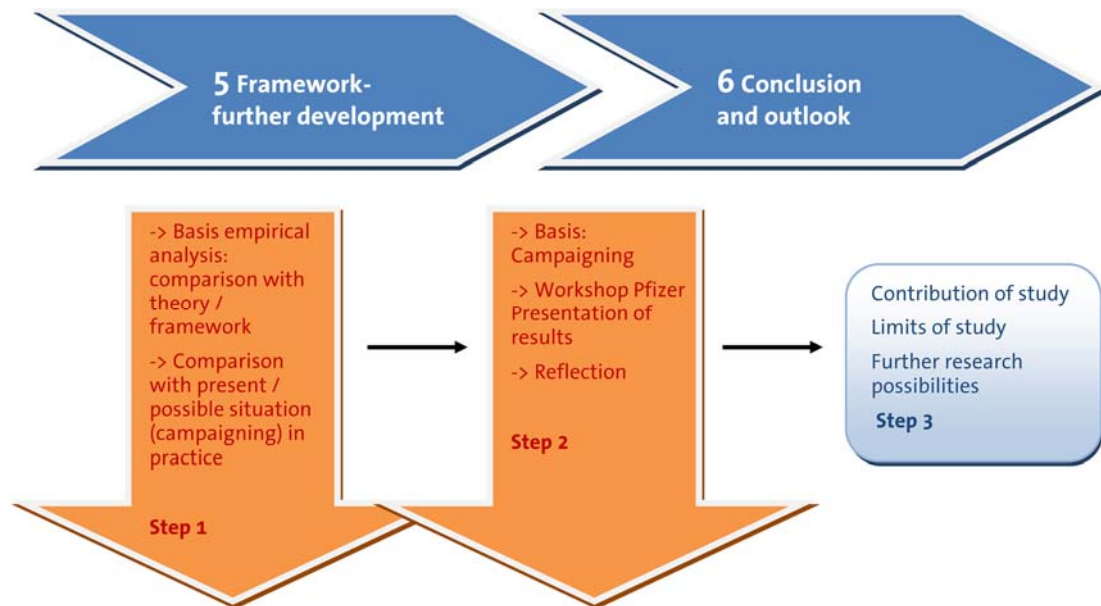 5 Framework-
further development
6 Conclusion
and outlook
-> Basis empirical
analysis:
comparison with
theory /
framework
-> Comparison
with present /
possible situation
(campaigning) in
practice
Step 1
-> Basis:
Campaigning
-> Workshop Pfizer
Presentation of
results
-> Reflection
Step 2
Contribution of study
Limits of study
Further research
possibilities
Step 3